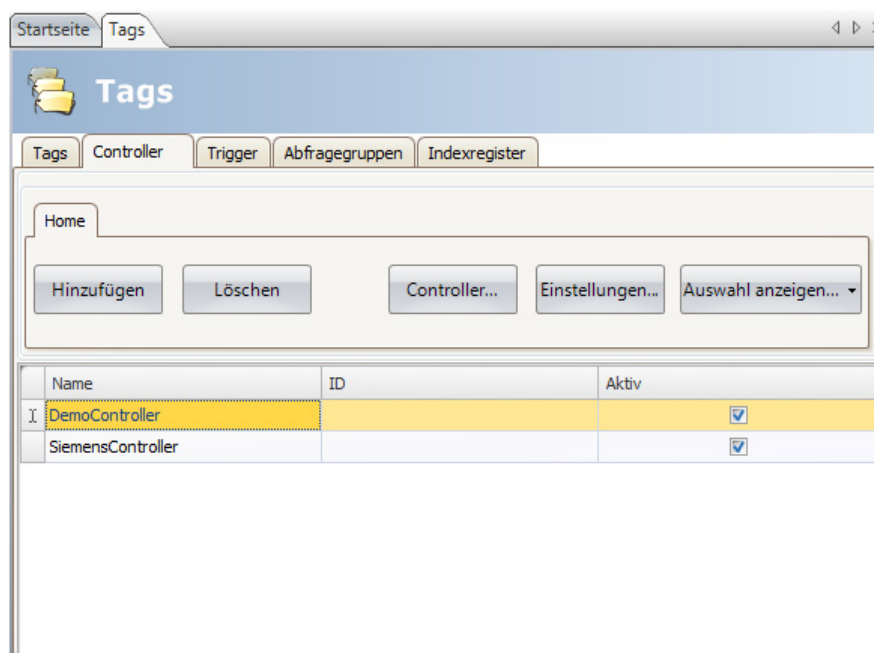 Startseite Tags
Tags
Tags Controller Trigger Abfragegruppen Indexregister
Home
Hinzufügen Löschen Controller... Einstellungen... Auswahl anzeigen...
Name ID Aktiv
DemoController
SiemensController